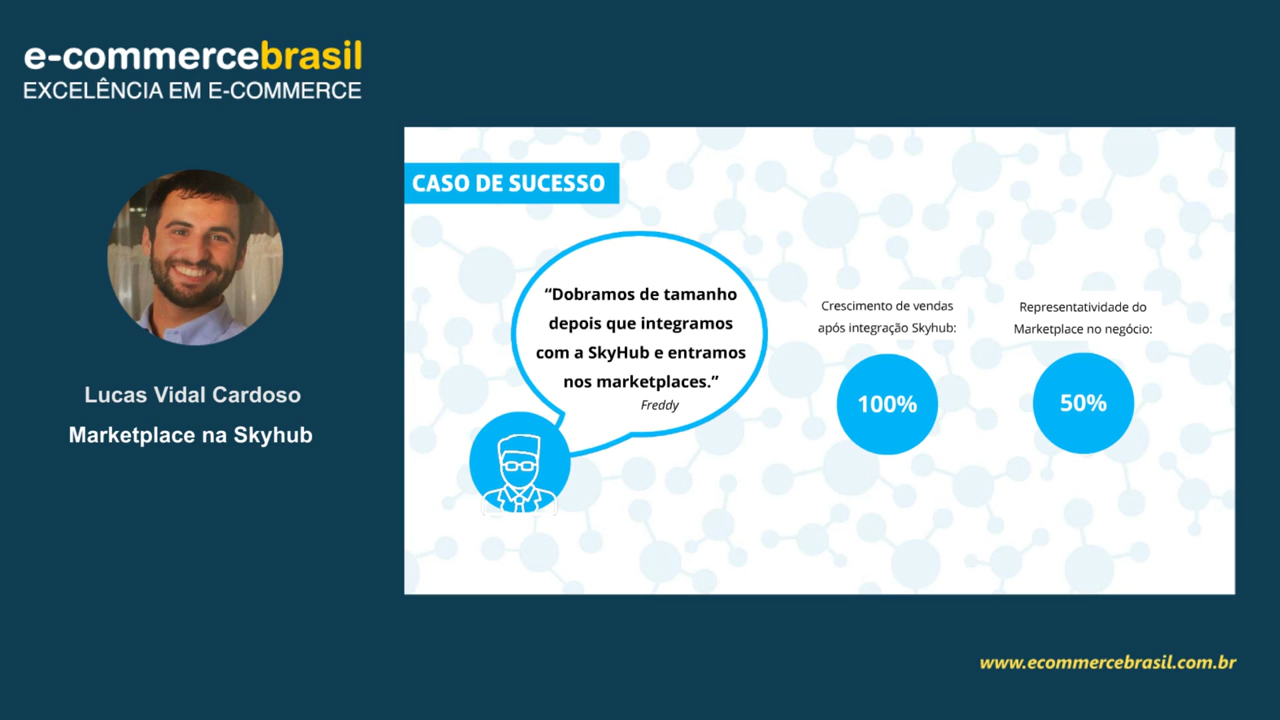 e-commercebrasil
EXCELÊNCIA EM E-COMMERCE
Lucas Vidal Cardoso
Marketplace na Skyhub
CASO DE SUCESSO
“Dobramos de tamanho
depois que integramos
com a SkyHub e entramos
nos marketplaces.”
Freddy
Crescimento de vendas
após integração Skyhub:
100%
Representatividade do
Marketplace no negócio:
50%
www.ecommercebrasil.com.br